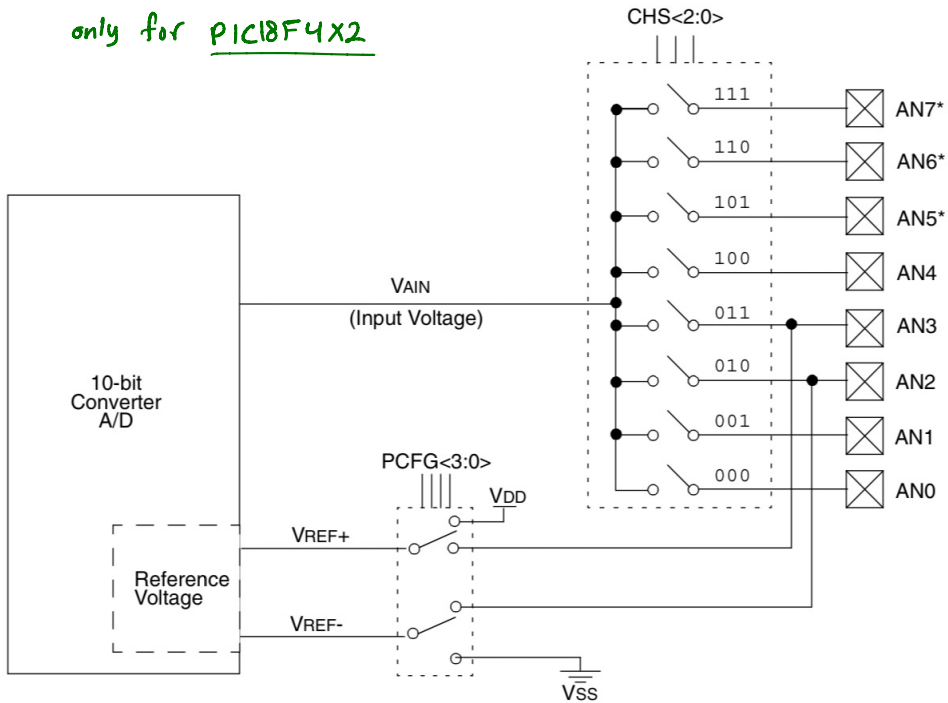 only for PIC18F4X2
CHS<2:0>
111
AN7*
110
AN6*
101
AN5*
100
AN4
VAIN
(Input Voltage)
011
AN3
010
AN2
10-bit
Converter
A/D
001
AN1
PCFG<3:0>
000
AN0
VDD
VREF+
Reference
Voltage
VREF-
VSS